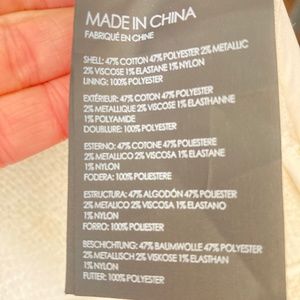 MADE IN CHINA
FABRIQUÉ EN CHINE
SHELL: 47% COTTON 47% POLYESTER 2% METALLIC
2% VISCOSE 1% ELASTANE 1% NYLON
LINING: 100% POLYESTER
EXTÉRIEUR: 47% COTON 47% POLYESTER
2% METALLIQUE 2% VISCOSE 1% ELASTHANNE
1% POLYAMIDE
DOUBLURE: 100% POLYESTER
ESTERNO: 47% COTONE 47% POLIESTERE
2% METALLICO 2% VISCOSA 1% ELASTANE
1% NYLON
FODERA: 100% POLIESTERE
ESTRUCTURA: 47% ALGODÓN 47% POLIÉSTER
2% METALICO 2% VISCOSA 1% ELASTANO
1% NYLON
FORRO: 100% POLIESTER
BESCHICHTUNG: 47% BAUMWOLLE 47% POLYESTER
2% METALLISCH 2% VISKOSE 1% ELASTHAN
1% NYLON
FUTTER: 100% POLYESTER